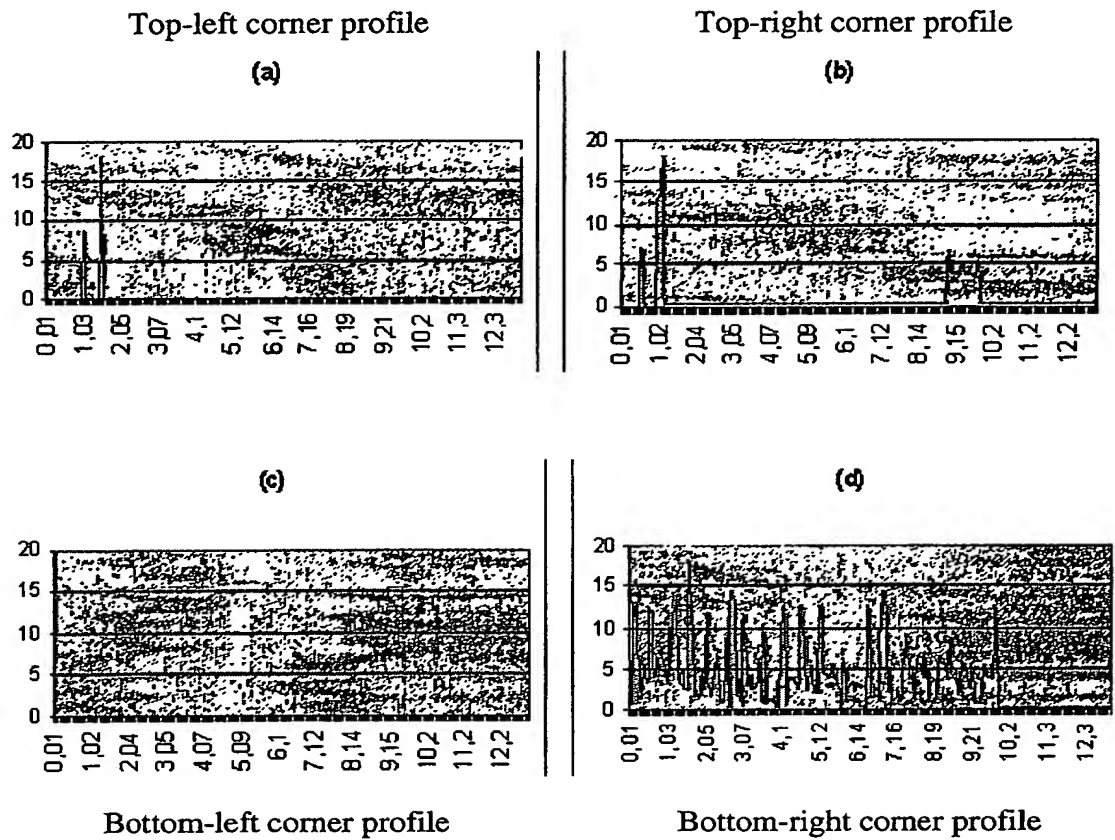 Top-left corner profile
Top-right corner profile
(a)
(b)
20
15
10
5
0
0,01 1,03 2,05 3,07 4,1 5,12 6,14 7,16 8,19 9,21 10,2 11,3 12,3
20
15
10
5
0
0,01 1,02 2,04 3,05 4,07 5,09 6,1 7,12 8,14 9,15 10,2 11,2 12,2
(c)
(d)
20
15
10
5
0
0,01 1,02 2,04 3,05 4,07 5,09 6,1 7,12 8,14 9,15 10,2 11,2 12,2
20
15
10
5
0
0,01 1,03 2,05 3,07 4,1 5,12 6,14 7,16 8,19 9,21 10,2 11,3 12,3
Bottom-left corner profile
Bottom-right corner profile